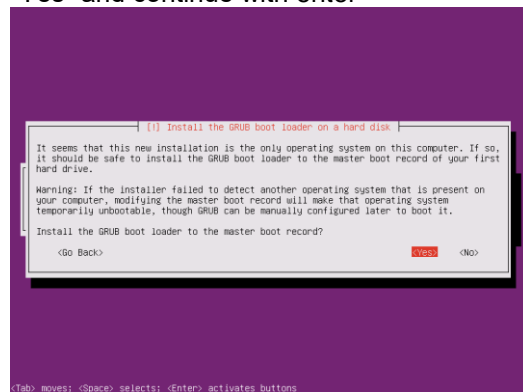 "Yes" and continue with enter
[!] Install the GRUB boot loader on a hard disk
It seems that this new installation is the only operating system on this computer. If so,
it should be safe to install the GRUB boot loader to the master boot record of your first
hard drive.
Warning: If the installer failed to detect another operating system that is present on
your computer, modifying the master boot record will make that operating system
temporarily unbootable, though GRUB can be manually configured later to boot it.
Install the GRUB boot loader to the master boot record?
<Go Back> <Yes> <No>
<Tab> moves; <Space> selects; <Enter> activates buttons